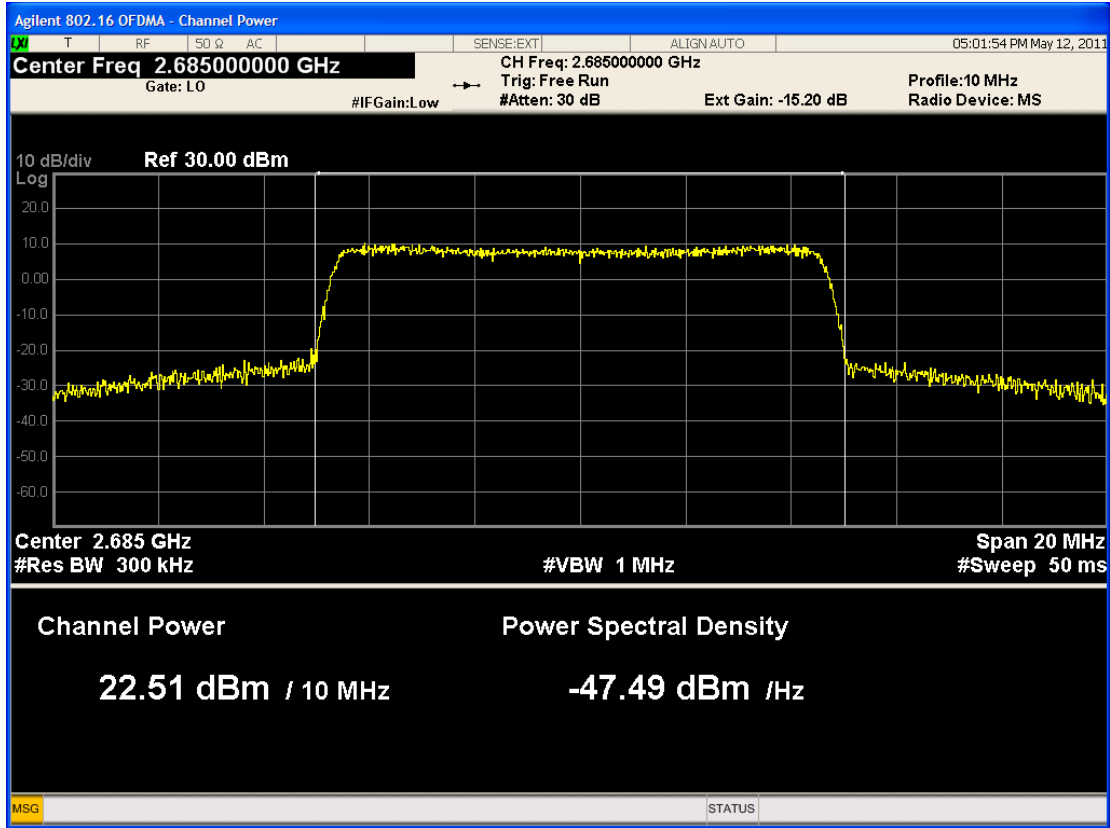 Agilent 802.16 OFDMA - Channel Power
LXI T RF 50 Ω AC SENSE:EXT ALIGN AUTO 05:01:54 PM May 12, 2011
Center Freq 2.685000000 GHz
Gate: LO
#IFGain:Low
CH Freq: 2.685000000 GHz
Trig: Free Run
#Atten: 30 dB
Ext Gain: -15.20 dB
Profile:10 MHz
Radio Device: MS
10 dB/div Ref 30.00 dBm
Log
20.0
10.0
0.00
-10.0
-20.0
-30.0
-40.0
-50.0
-60.0
Center 2.685 GHz Span 20 MHz
#Res BW 300 kHz #VBW 1 MHz #Sweep 50 ms
Channel Power Power Spectral Density
22.51 dBm / 10 MHz -47.49 dBm /Hz
MSG STATUS